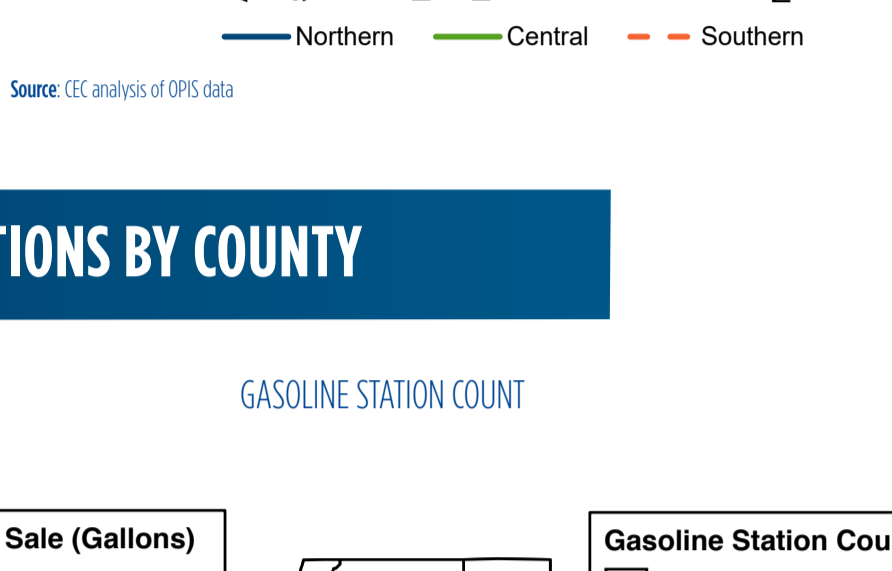 Northern Central Southern
Source: CEC analysis of OPIS data
TIONS BY COUNTY
GASOLINE STATION COUNT
Sale (Gallons)
Gasoline Station Cou